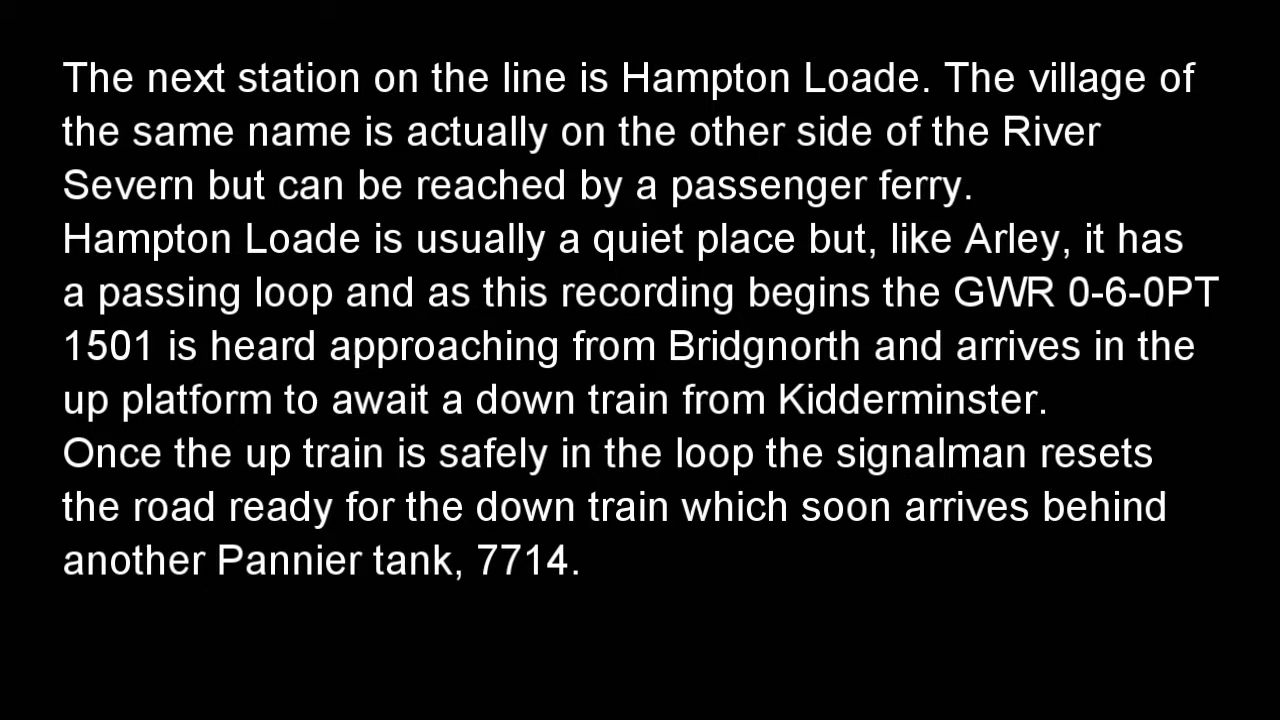 The next station on the line is Hampton Loade. The village of
the same name is actually on the other side of the River
Severn but can be reached by a passenger ferry.
Hampton Loade is usually a quiet place but, like Arley, it has
a passing loop and as this recording begins the GWR 0-6-0PT
1501 is heard approaching from Bridgnorth and arrives in the
up platform to await a down train from Kidderminster.
Once the up train is safely in the loop the signalman resets
the road ready for the down train which soon arrives behind
another Pannier tank, 7714.